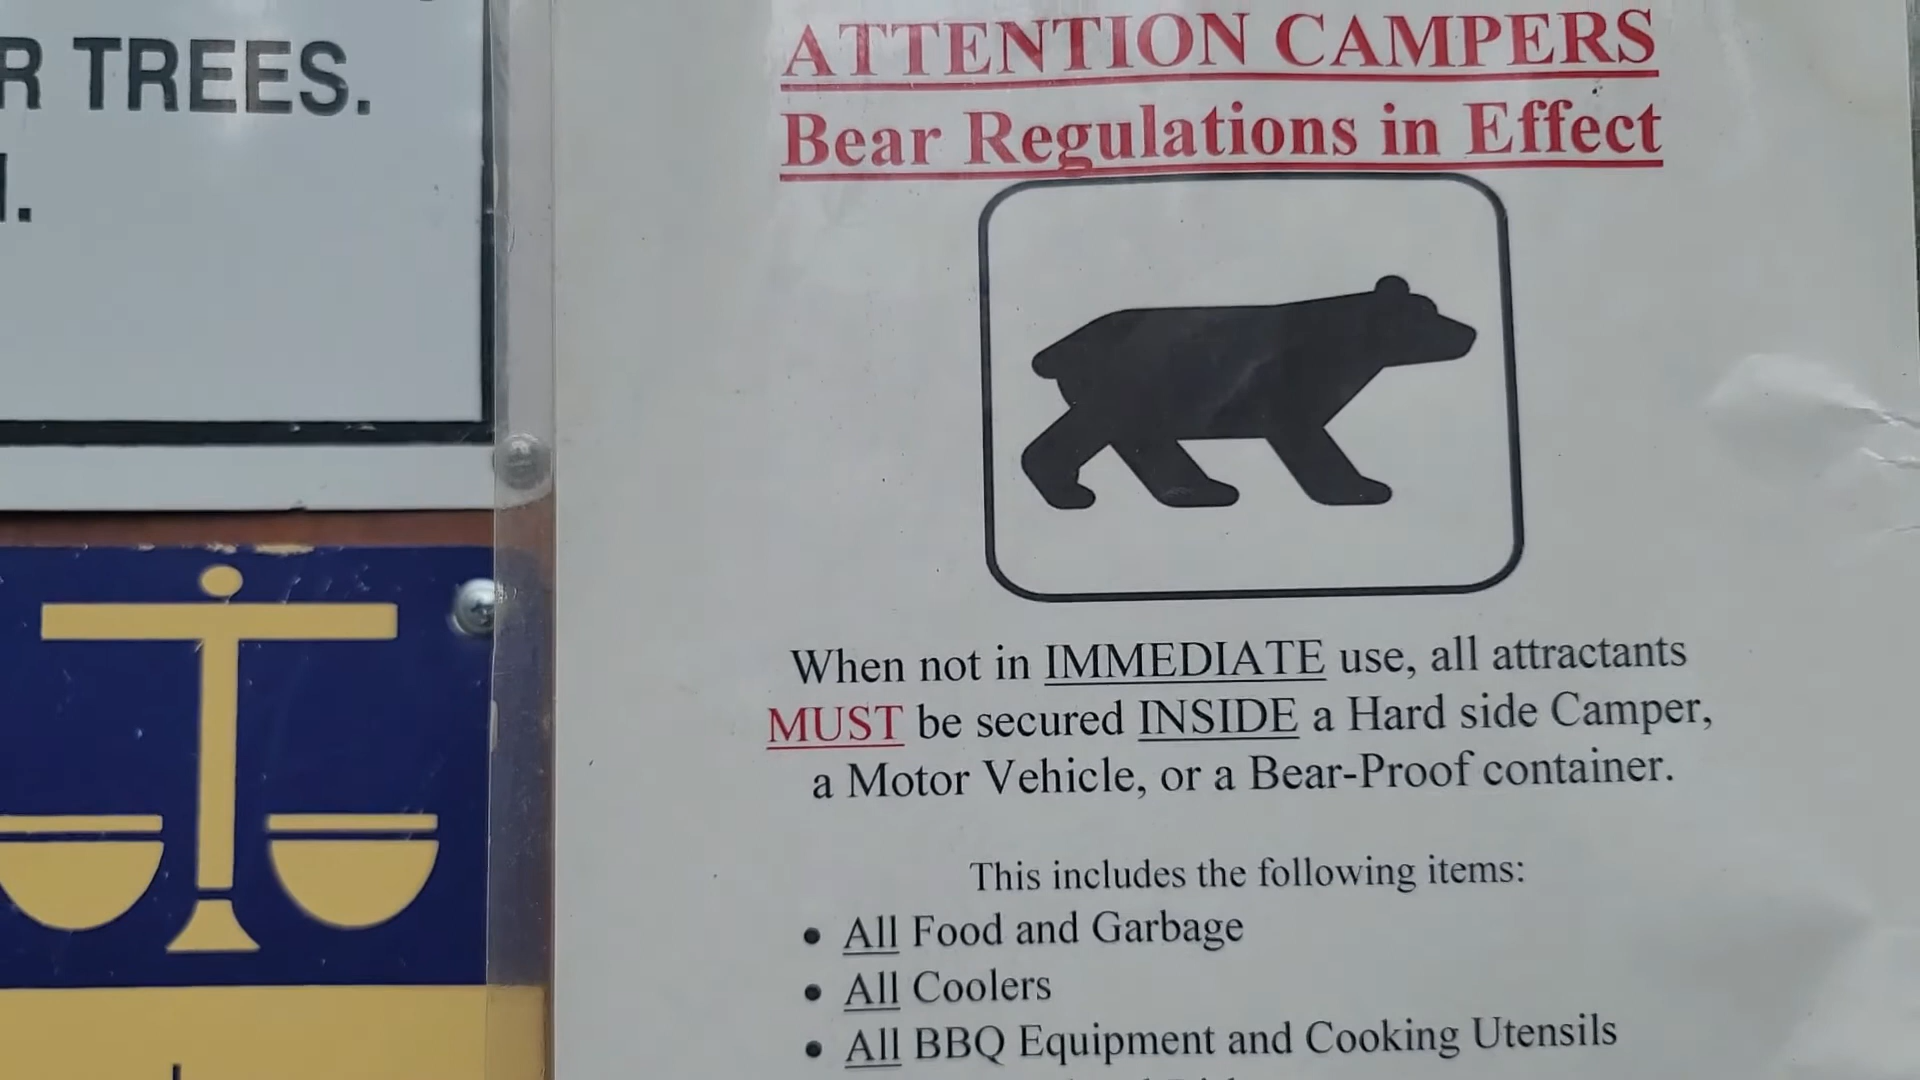 R TREES.
ATTENTION CAMPERS
Bear Regulations in Effect
When not in IMMEDIATE use, all attractants
MUST be secured INSIDE a Hard side Camper,
a Motor Vehicle, or a Bear-Proof container.
This includes the following items:
• All Food and Garbage
• All Coolers
• All BBQ Equipment and Cooking Utensils